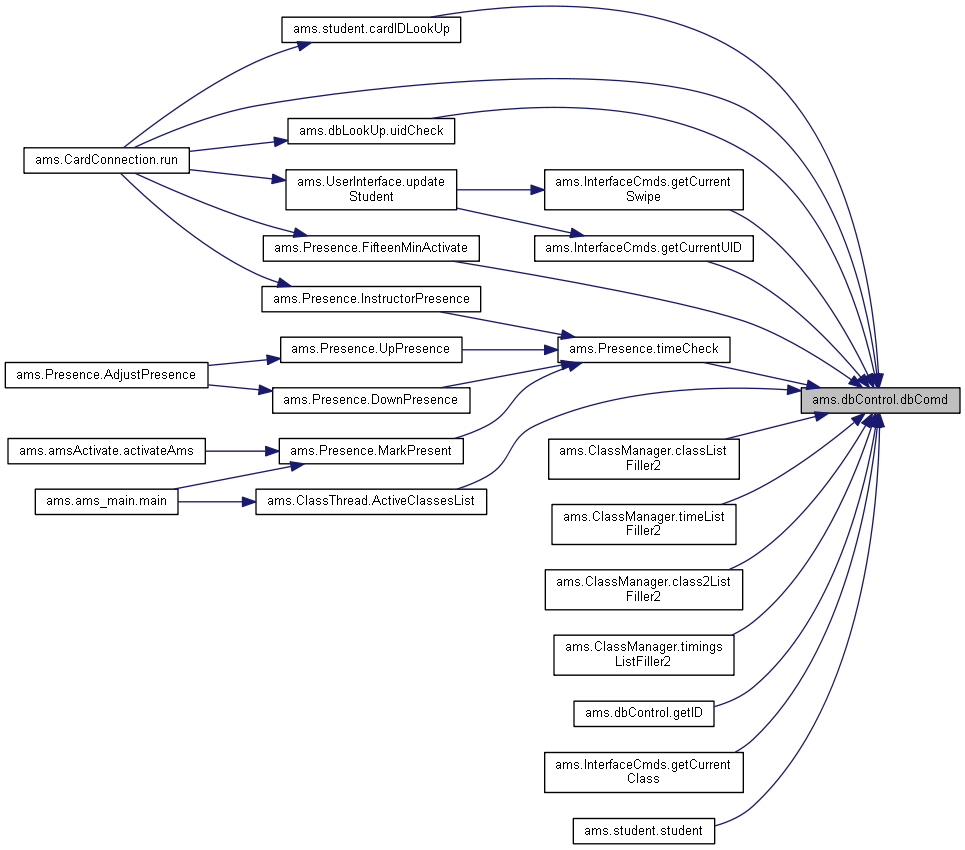 ams.student.cardIDLookUp
ams.dbLookUp.uidCheck
ams.CardConnection.run
ams.UserInterface.update
Student
ams.InterfaceCmds.getCurrent
Swipe
ams.Presence.FifteenMinActivate
ams.InterfaceCmds.getCurrentUID
ams.Presence.InstructorPresence
ams.Presence.UpPresence
ams.Presence.timeCheck
ams.Presence.AdjustPresence
ams.Presence.DownPresence
ams.dbControl.dbComd
ams.amsActivate.activateAms
ams.Presence.MarkPresent
ams.ClassManager.classList
Filler2
ams.ams_main.main
ams.ClassThread.ActiveClassesList
ams.ClassManager.timeList
Filler2
ams.ClassManager.class2List
Filler2
ams.ClassManager.timings
ListFiller2
ams.dbControl.getID
ams.InterfaceCmds.getCurrent
Class
ams.student.student